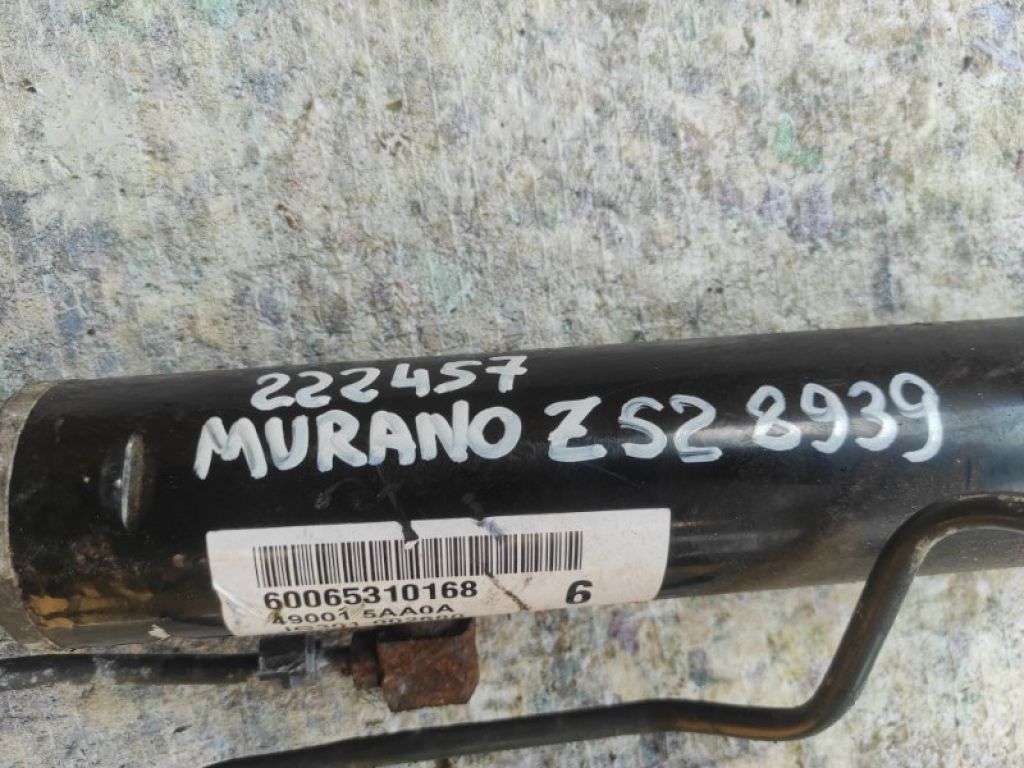 222457
MURANO Z52 8939
60065310168 6
49001 5AA0A